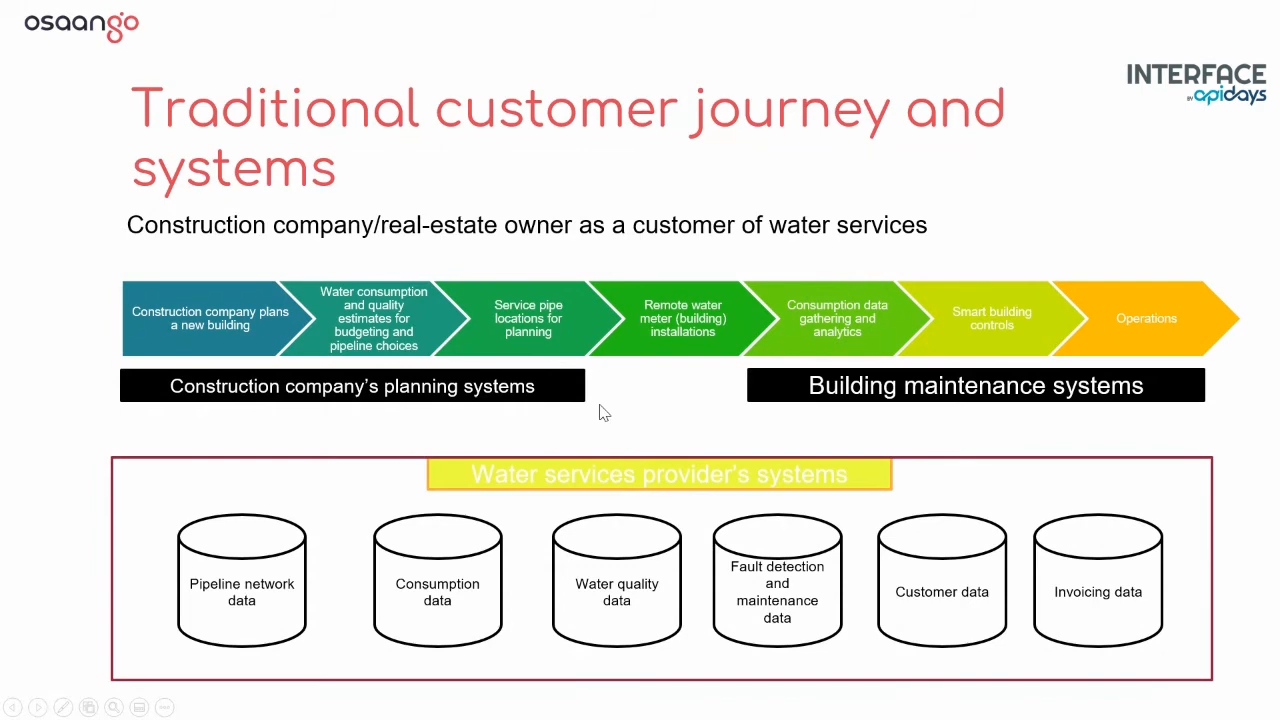 osaango
INTERFACE
BY apidays
Traditional customer journey and
systems
Construction company/real-estate owner as a customer of water services
Construction company plans
a new building
Water consumption
and quality
estimates for
budgeting and
pipeline choices
Service pipe
locations for
planning
Remote water
meter (building)
installations
Consumption data
gathering and
analytics
Smart building
controls
Operations
Construction company's planning systems
Building maintenance systems
Water services provider's systems
Pipeline network
data
Consumption
data
Water quality
data
Fault detection
and
maintenance
data
Customer data
Invoicing data